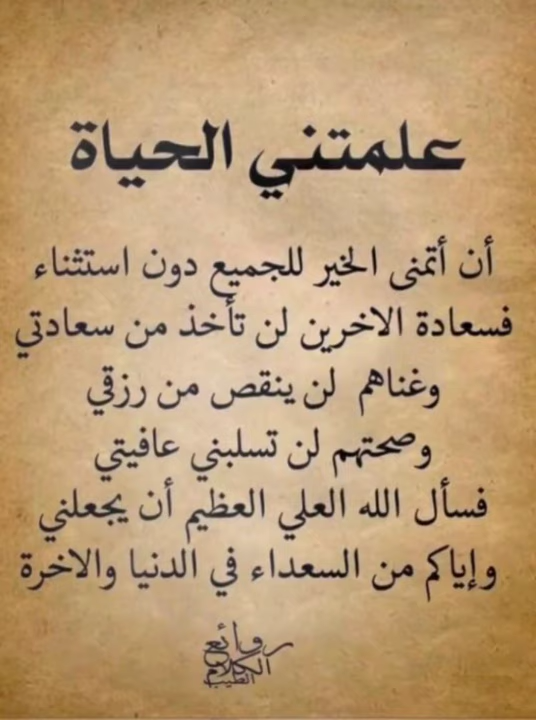 علمتني الحياة
أن أتمنى الخير للجميع دون استثناء
فسعادة الاخرين لن تأخذ من سعادتي
وغناهم لن ينقص من رزقي
وصحتهم لن تسلبني عافيتي
فسأل الله العلي العظيم أن يجعلني
وإياكم من السعداء في الدنيا والاخرة
روائع
الكلام
الطيب